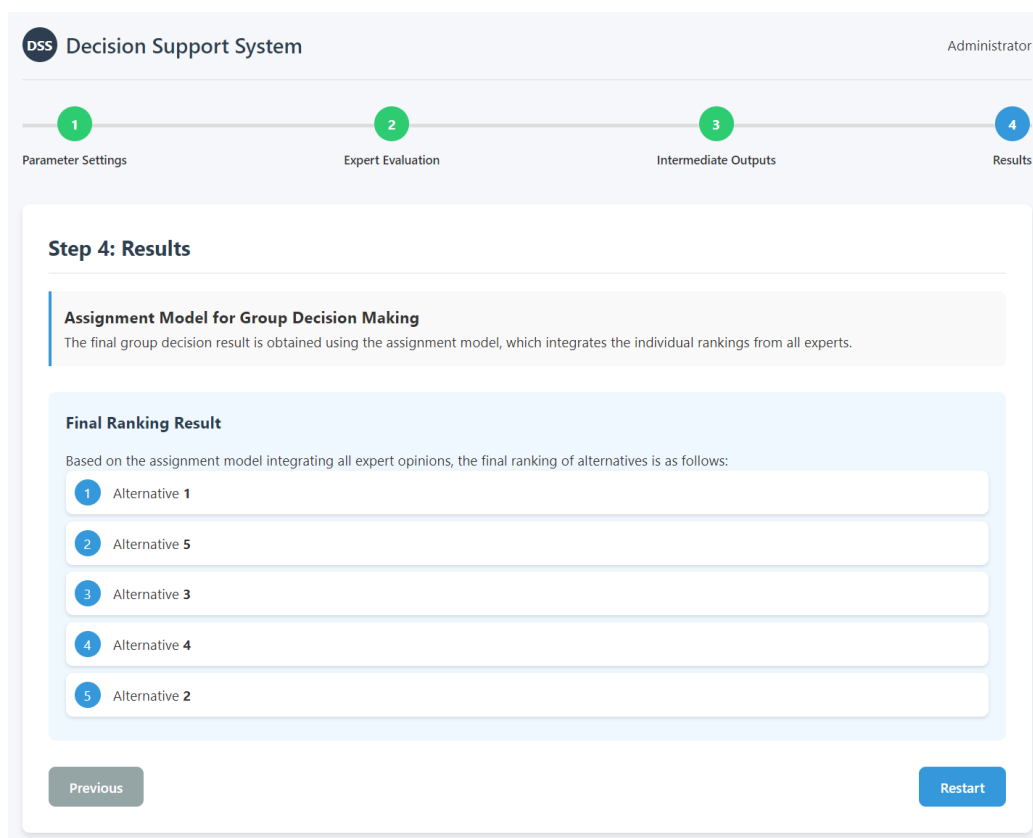 DSS Decision Support System
Administrator
1
2
3
4
Parameter Settings
Expert Evaluation
Intermediate Outputs
Results
Step 4: Results
Assignment Model for Group Decision Making
The final group decision result is obtained using the assignment model, which integrates the individual rankings from all experts.
Final Ranking Result
Based on the assignment model integrating all expert opinions, the final ranking of alternatives is as follows:
1 Alternative 1
2 Alternative 5
3 Alternative 3
4 Alternative 4
5 Alternative 2
Previous
Restart